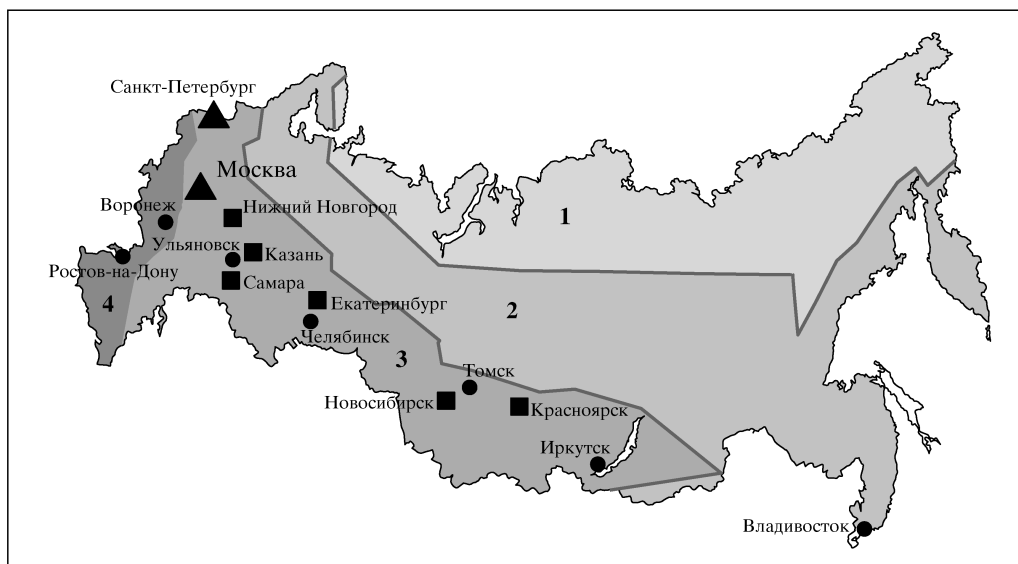 Санкт-Петербург
Москва
Воронеж
Нижний Новгород
1
Ульяновск
Казань
Ростов-на-Дону
Самара
4
Екатеринбург
2
Челябинск
3
Томск
Новосибирск
Красноярск
Иркутск
Владивосток